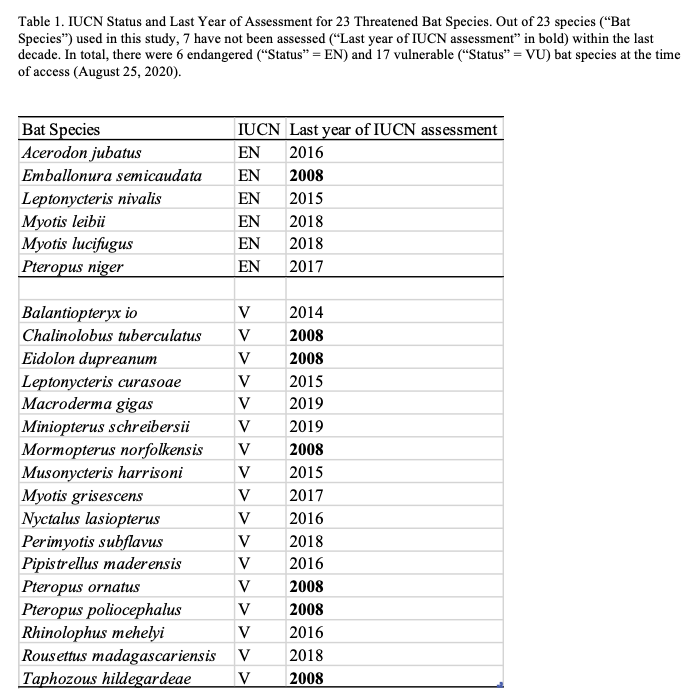 Table 1. IUCN Status and Last Year of Assessment for 23 Threatened Bat Species. Out of 23 species (“Bat
Species”) used in this study, 7 have not been assessed (“Last year of IUCN assessment” in bold) within the last
decade. In total, there were 6 endangered (“Status” = EN) and 17 vulnerable (“Status” = VU) bat species at the time
of access (August 25, 2020).
Bat Species IUCN Last year of IUCN assessment
Acerodon jubatus EN 2016
Emballonura semicaudata EN 2008
Leptonycteris nivalis EN 2015
Myotis leibii EN 2018
Myotis lucifugus EN 2018
Pteropus niger EN 2017
Balantiopteryx io V 2014
Chalinolobus tuberculatus V 2008
Eidolon dupreanum V 2008
Leptonycteris curasoae V 2015
Macroderma gigas V 2019
Miniopterus schreibersii V 2019
Mormopterus norfolkensis V 2008
Musonycteris harrisoni V 2015
Myotis grisescens V 2017
Nyctalus lasiopterus V 2016
Perimyotis subflavus V 2018
Pipistrellus maderensis V 2016
Pteropus ornatus V 2008
Pteropus poliocephalus V 2008
Rhinolophus mehelyi V 2016
Rousettus madagascariensis V 2018
Taphozous hildegardeae V 2008